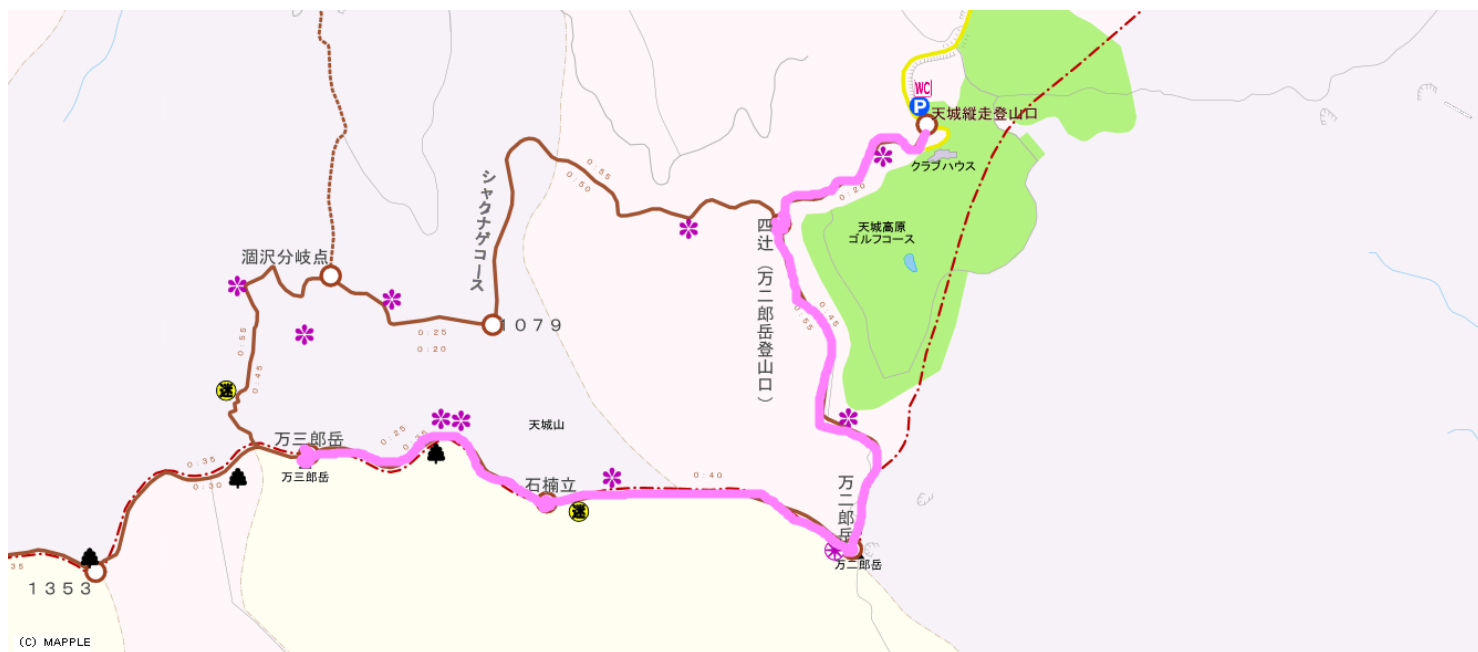 WC
P
天城縦走登山口
クラブハウス
0:20
シャクナゲコース
0:55
0:50
四辻(万二郎岳登山口)
天城高原
ゴルフコース
涸沢分岐点
1079
0:25
0:20
0:45
0:55
0:55
0:45
迷
万三郎岳
万三郎岳
0:25
0:35
天城山
0:35
0:30
石楠立
迷
0:40
万二郎岳
万二郎岳
1353
35
(C) MAPPLE